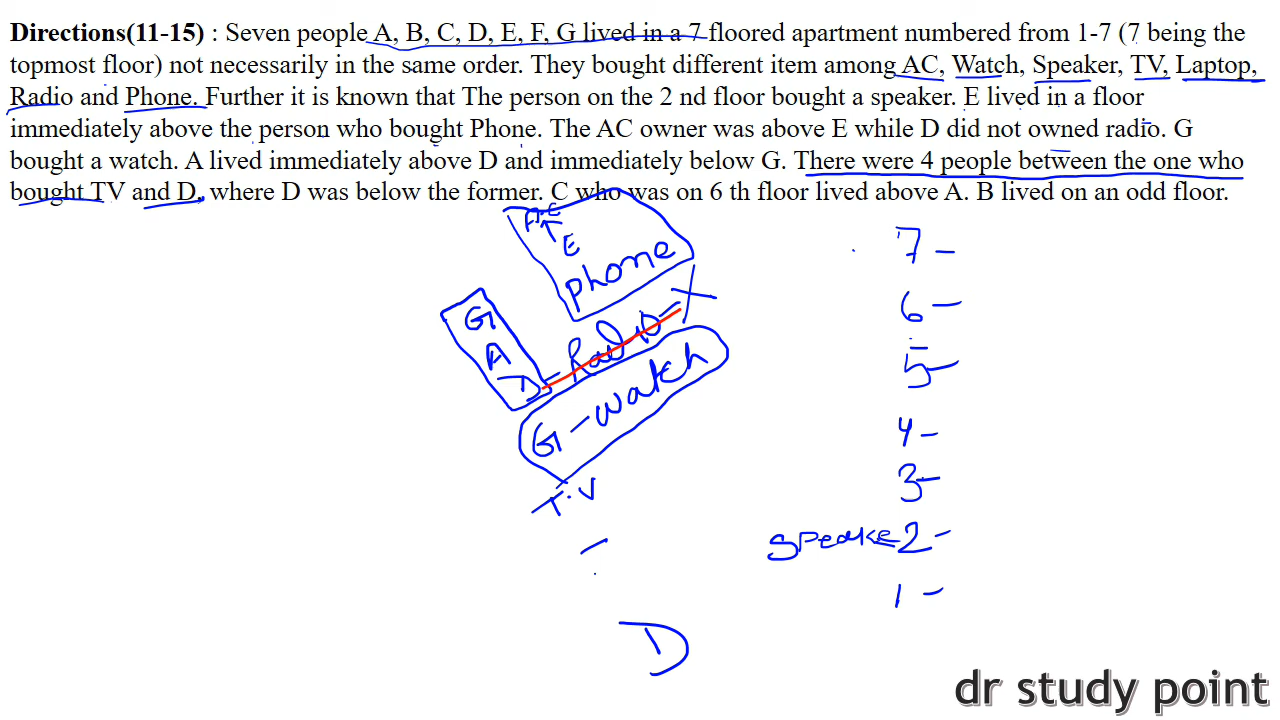 Directions(11-15) : Seven people A, B, C, D, E, F, G lived in a 7 floored apartment numbered from 1-7 (7 being the
topmost floor) not necessarily in the same order. They bought different item among AC, Watch, Speaker, TV, Laptop,
Radio and Phone. Further it is known that The person on the 2 nd floor bought a speaker. E lived in a floor
immediately above the person who bought Phone. The AC owner was above E while D did not owned radio. G
bought a watch. A lived immediately above D and immediately below G. There were 4 people between the one who
bought TV and D, where D was below the former. C who was on 6 th floor lived above A. B lived on an odd floor.
E
phone
G
A
D - Radio X
G - watch
T.V
-
D
7 -
6 -
5 -
4 -
3 -
speake 2 -
1 -
dr study point